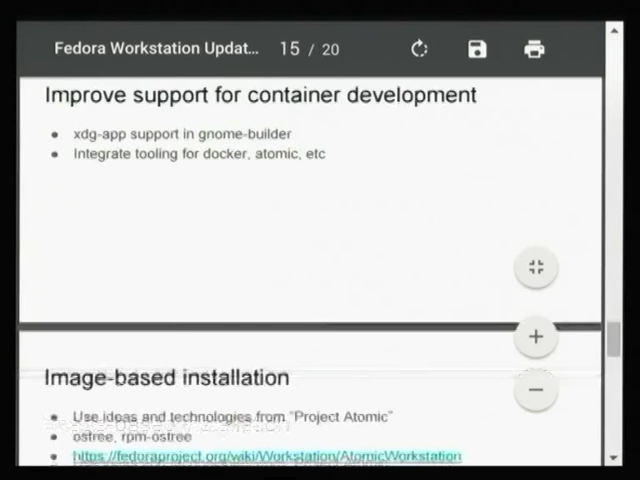 Fedora Workstation Updat... 15 / 20
Improve support for container development
xdg-app support in gnome-builder
Integrate tooling for docker, atomic, etc
Image-based installation
Use ideas and technologies from "Project Atomic"
ostree, rpm-ostree
https://fedoraproject.org/wiki/Workstation/AtomicWorkstation